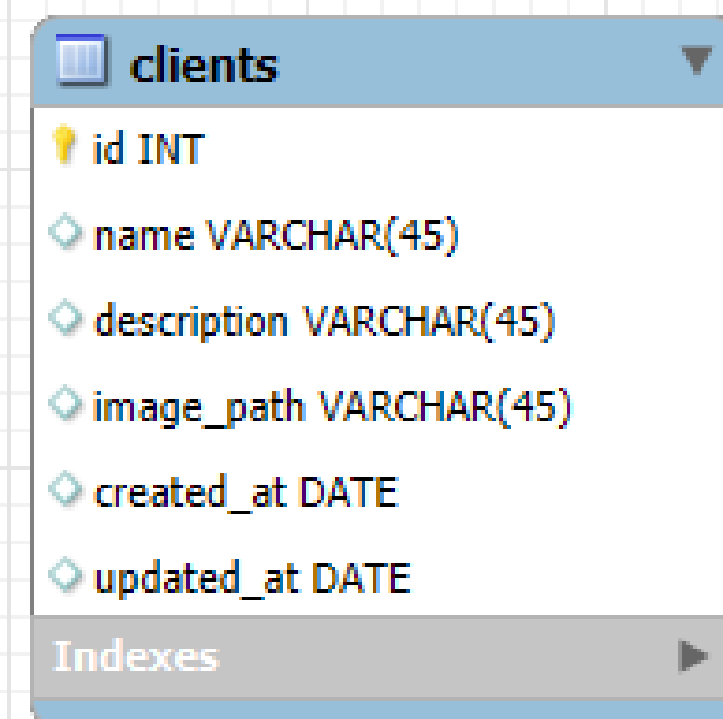 clients
id INT
name VARCHAR(45)
description VARCHAR(45)
image_path VARCHAR(45)
created_at DATE
updated_at DATE
Indexes